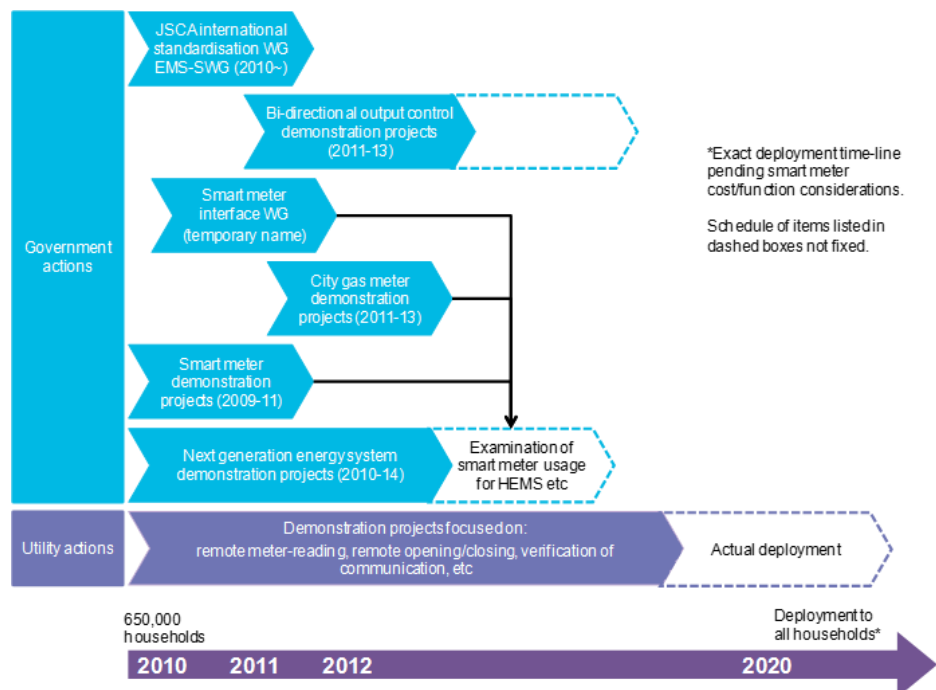 JSCA international
standardisation WG
EMS-SWG (2010~)
Bi-directional output control
demonstration projects
(2011-13)
*Exact deployment time-line
pending smart meter
cost/function considerations.
Schedule of items listed in
dashed boxes not fixed.
Smart meter
interface WG
(temporary name)
Government
actions
City gas meter
demonstration
projects (2011-13)
Smart meter
demonstration
projects (2009-11)
Next generation energy system
demonstration projects (2010-14)
Examination of
smart meter usage
for HEMS etc
Utility actions
Demonstration projects focused on:
remote meter-reading, remote opening/closing, verification of
communication, etc
Actual deployment
650,000
households
Deployment to
all households*
2010 2011 2012 2020